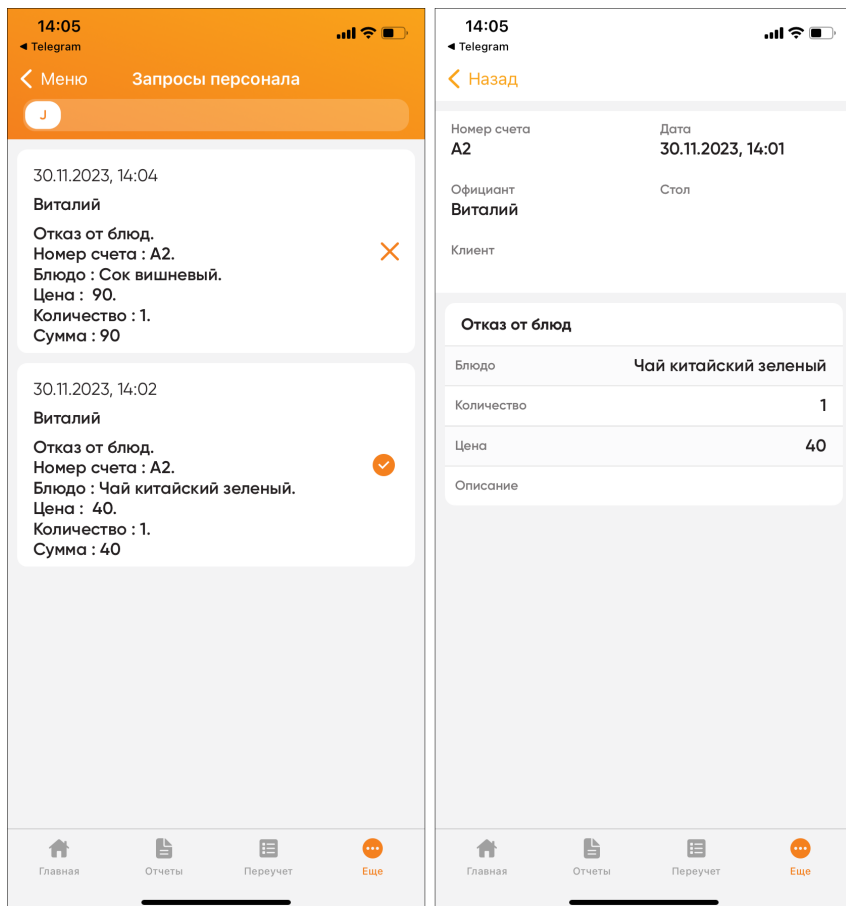 14:05
◀ Telegram
Меню
Запросы персонала
J
30.11.2023, 14:04
Виталий
Отказ от блюд.
Номер счета : A2.
Блюдо : Сок вишневый.
Цена :  90.
Количество : 1.
Сумма : 90
30.11.2023, 14:02
Виталий
Отказ от блюд.
Номер счета : A2.
Блюдо : Чай китайский зеленый.
Цена :  40.
Количество : 1.
Сумма : 40
Главная
Отчеты
Переучет
Еще
14:05
◀ Telegram
Назад
Номер счета
A2
Дата
30.11.2023, 14:01
Официант
Виталий
Стол
Клиент
Отказ от блюд
Блюдо
Чай китайский зеленый
Количество
1
Цена
40
Описание
Главная
Отчеты
Переучет
Еще